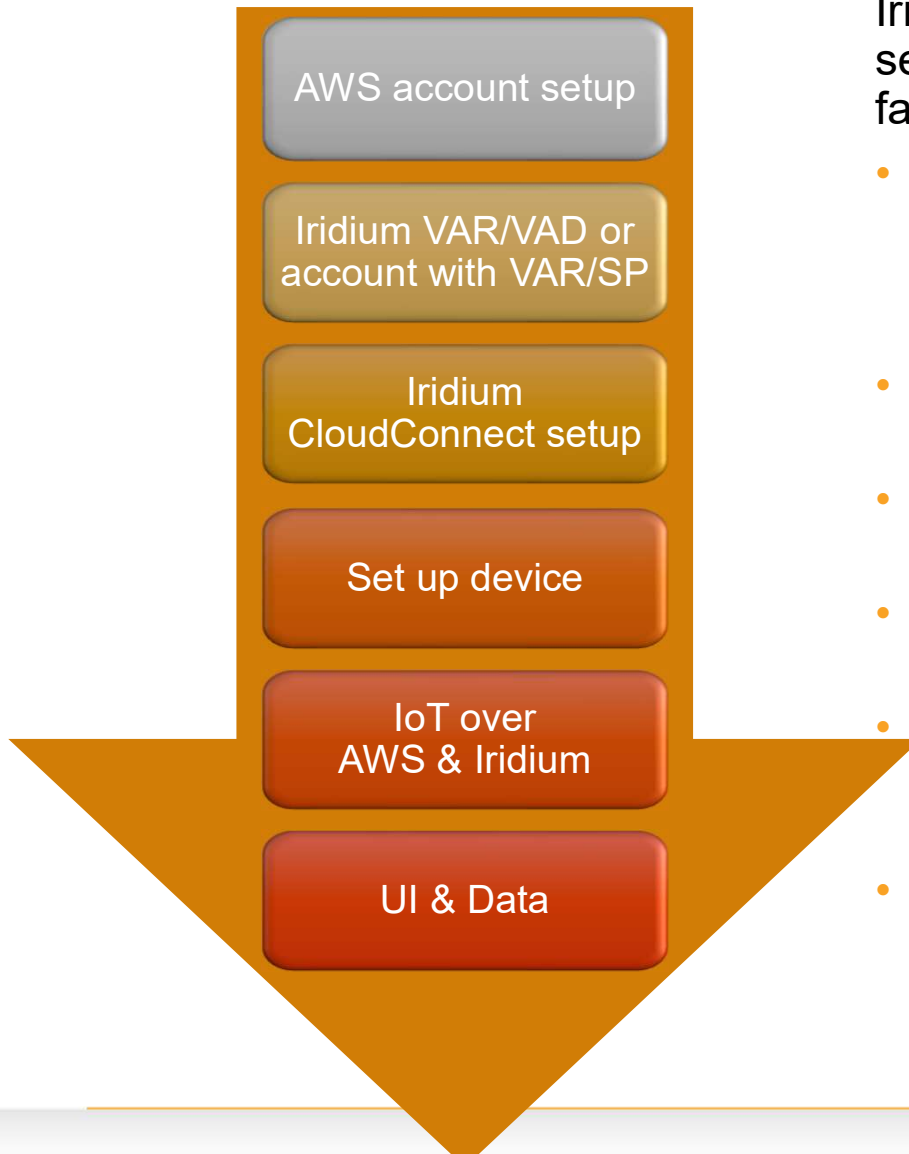 AWS account setup
Iridium VAR/VAD or
account with VAR/SP
Iridium
CloudConnect setup
Set up device
IoT over
AWS & Iridium
UI & Data